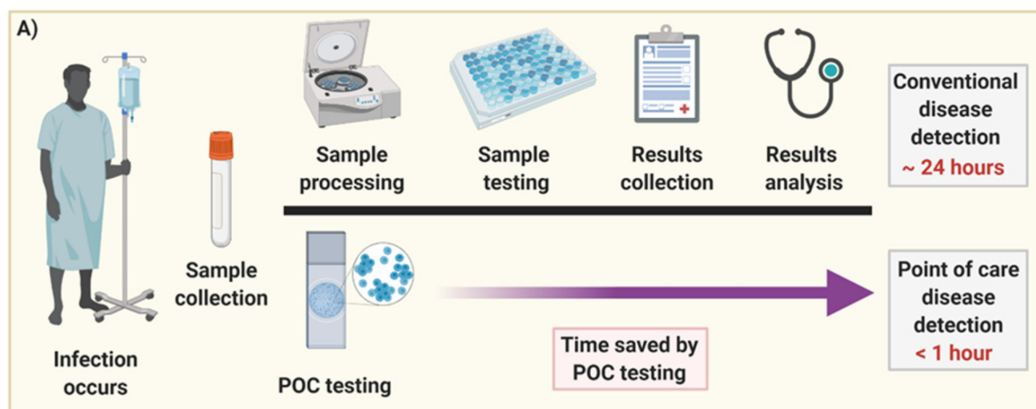 A)
Infection
occurs
Sample
collection
Sample
processing
Sample
testing
Results
collection
Results
analysis
Conventional
disease
detection
~ 24 hours
POC testing
Time saved by
POC testing
Point of care
disease
detection
< 1 hour